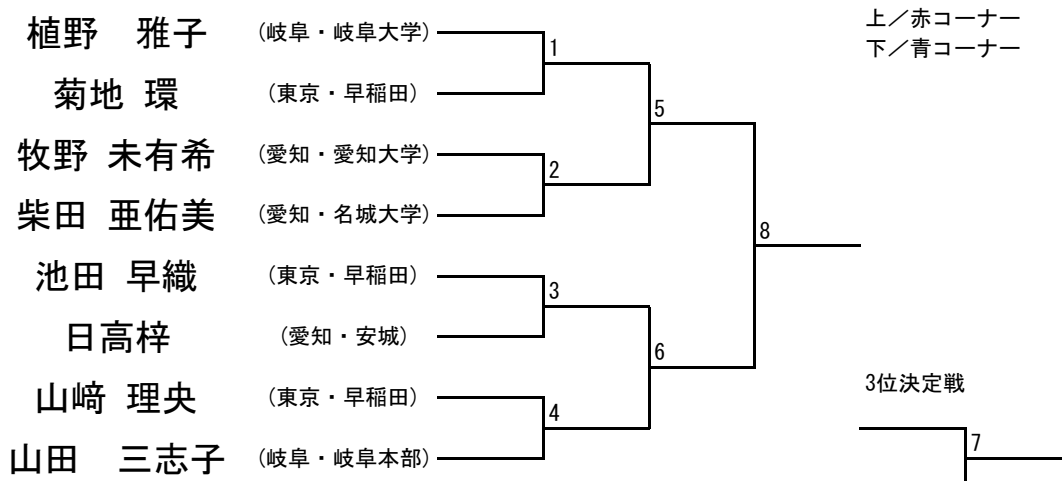 植野　雅子 （岐阜・岐阜大学）
菊地 環 （東京・早稲田）
牧野 未有希 （愛知・愛知大学）
柴田 亜佑美 （愛知・名城大学）
池田 早織 （東京・早稲田）
日高梓 （愛知・安城）
山﨑 理央 （東京・早稲田）
山田　三志子 （岐阜・岐阜本部）
1
2
3
4
5
6
8
上／赤コーナー
下／青コーナー
3位決定戦
7